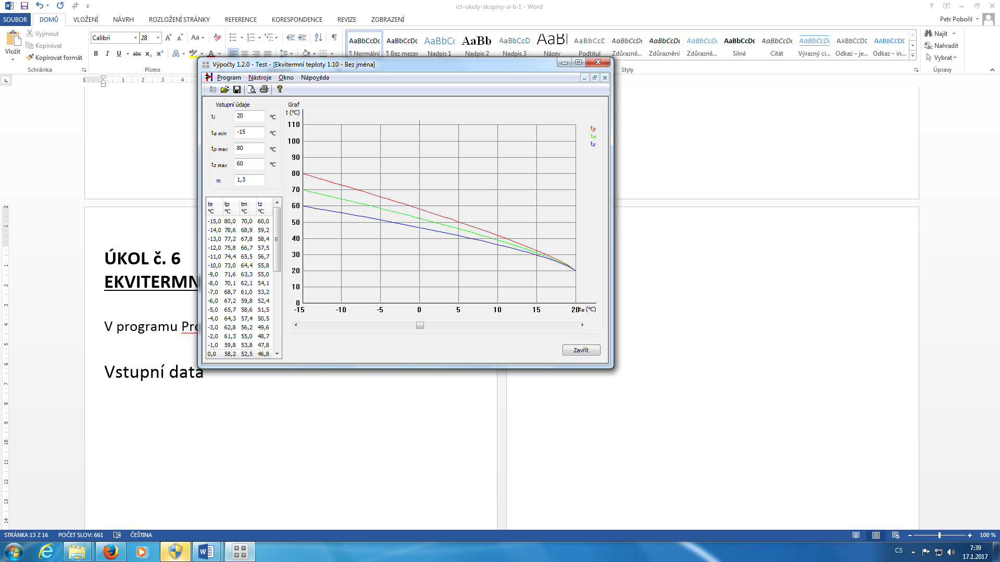 ict-ukoly-skupiny-a-b-1 - Word
SOUBOR DOMŮ VLOŽENÍ NÁVRH ROZLOŽENÍ STRÁNKY REFERENCE KORESPONDENCE REVIZE ZOBRAZENÍ Petr Pobořil
Vložit
Vyjmout
Kopírovat
Kopírovat formát
Schránka
Calibri 28
Písmo
AaBbCcDc AaBbCcDc AaBbCc AaBb AaBbCcD AaBl AaBbCcD AaBbCcDc AaBbCcDc AaBbCcDc AaBbCcDc AaBbCcDc AaBbCcDc AABBCCDE AABBCCDE
¶ Normální ¶ Bez mezer Nadpis 1 Nadpis 2 Nadpis 3 Název Podtitul Zdůrazně... Zdůraznění Zdůrazně... Silné Citát Výrazný ci... Odkaz – je... Odkaz – in...
Styly
Najít
Nahradit
Vybrat
Úpravy
Výpočty 1.2.0 - Test - [Ekvitermní teploty 1.10 - Bez jména]
Program Nástroje Okno Nápověda
Vstupní údaje
ti 20 °C
te min -15 °C
tp max 80 °C
tz max 60 °C
m 1,3
te tp tm tz
°C °C °C °C
-15,0 80,0 70,0 60,0
-14,0 78,6 68,9 59,2
-13,0 77,2 67,8 58,4
-12,0 75,8 66,7 57,5
-11,0 74,4 65,5 56,7
-10,0 73,0 64,4 55,8
-9,0 71,6 63,3 55,0
-8,0 70,1 62,1 54,1
-7,0 68,7 61,0 53,2
-6,0 67,2 59,8 52,4
-5,0 65,7 58,6 51,5
-4,0 64,3 57,4 50,5
-3,0 62,8 56,2 49,6
-2,0 61,3 55,0 48,7
-1,0 59,8 53,8 47,8
0,0 58,2 52,5 46,8
Graf
t (°C)
110
100
90
80
70
60
50
40
30
20
10
0
-15 -10 -5 0 5 10 15 20 te (°C)
tp
tm
tz
Zavřít
ÚKOL č. 6
EKVITERMN
V programu Pro
Vstupní data
STRÁNKA 13 Z 16 POČET SLOV: 661 ČEŠTINA 100 %
CS
7:39
17.1.2017